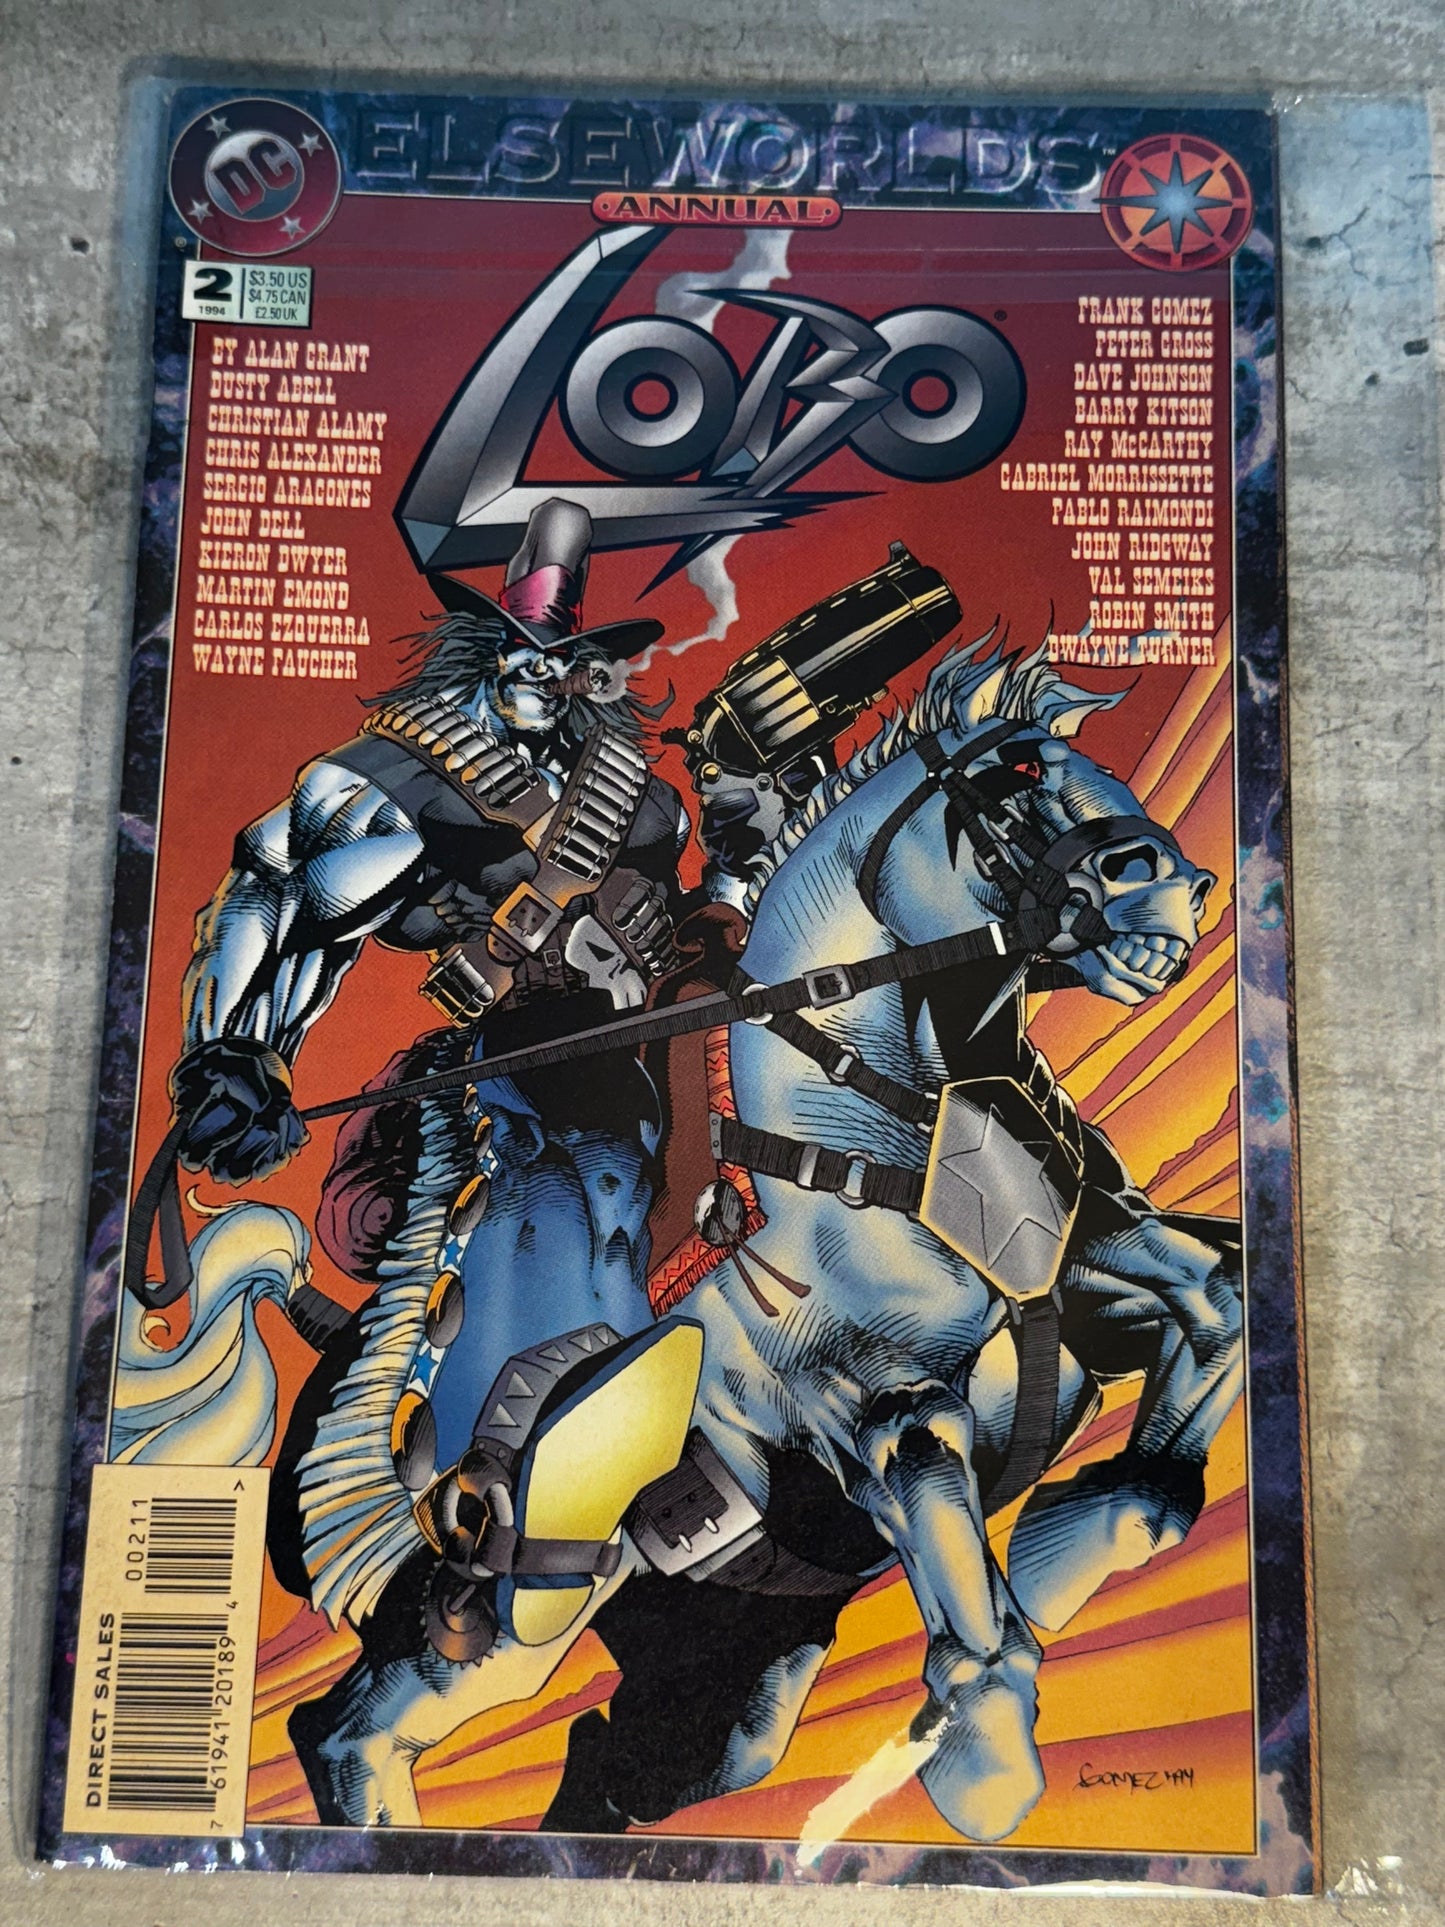 DC
ELSEWORLDS™
•ANNUAL•
LOBO®
2
1994
$3.50 US
$4.75 CAN
£2.50 UK
BY ALAN GRANT
DUSTY ABELL
CHRISTIAN ALAMY
CHRIS ALEXANDER
SERGIO ARAGONES
JOHN DELL
KIERON DWYER
MARTIN EMOND
CARLOS EZQUERRA
WAYNE FAUCHER
FRANK GOMEZ
PETER GROSS
DAVE JOHNSON
BARRY KITSON
RAY McCARTHY
GABRIEL MORRISSETTE
PABLO RAIMONDI
JOHN RIDGWAY
VAL SEMEIKS
ROBIN SMITH
DWAYNE TURNER
DIRECT SALES
00211
7 61941 20189 4
GOMEZ